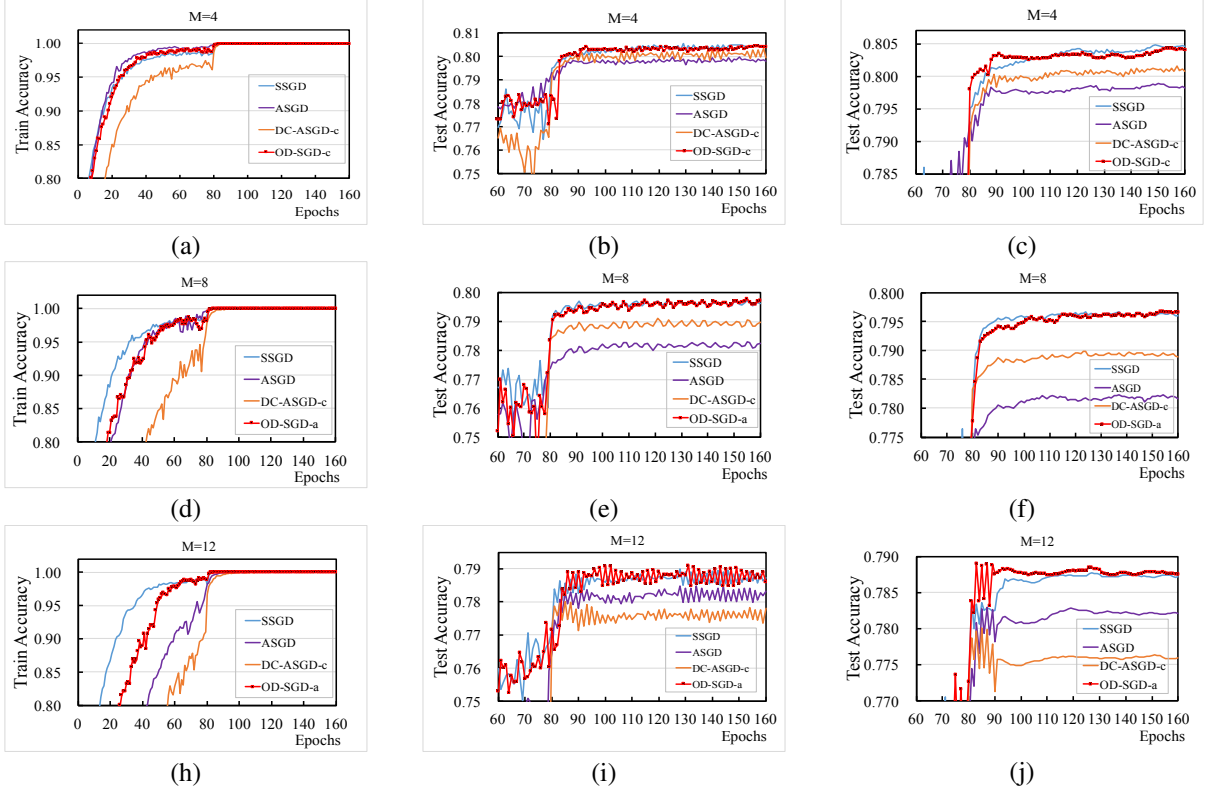 M=4
Train Accuracy
1.00
0.95
0.90
0.85
0.80
SSGD
ASGD
DC-ASGD-c
OD-SGD-c
0 20 40 60 80 100 120 140 160
Epochs
(a)
M=4
Test Accuracy
0.81
0.80
0.79
0.78
0.77
0.76
0.75
SSGD
ASGD
DC-ASGD-c
OD-SGD-c
60 70 80 90 100 110 120 130 140 150 160
Epochs
(b)
M=4
Test Accuracy
0.805
0.800
0.795
0.790
0.785
SSGD
ASGD
DC-ASGD-c
OD-SGD-c
60 70 80 90 100 110 120 130 140 150 160
Epochs
(c)
M=8
Train Accuracy
1.00
0.95
0.90
0.85
0.80
SSGD
ASGD
DC-ASGD-c
OD-SGD-a
0 20 40 60 80 100 120 140 160
Epochs
(d)
M=8
Test Accuracy
0.80
0.79
0.78
0.77
0.76
0.75
SSGD
ASGD
DC-ASGD-c
OD-SGD-a
60 70 80 90 100 110 120 130 140 150 160
Epochs
(e)
M=8
Test Accuracy
0.800
0.795
0.790
0.785
0.780
0.775
SSGD
ASGD
DC-ASGD-c
OD-SGD-a
60 70 80 90 100 110 120 130 140 150 160
Epochs
(f)
M=12
Train Accuracy
1.00
0.95
0.90
0.85
0.80
SSGD
ASGD
DC-ASGD-c
OD-SGD-a
0 20 40 60 80 100 120 140 160
Epochs
(h)
M=12
Test Accuracy
0.79
0.78
0.77
0.76
0.75
SSGD
ASGD
DC-ASGD-c
OD-SGD-a
60 70 80 90 100 110 120 130 140 150 160
Epochs
(i)
M=12
Test Accuracy
0.790
0.785
0.780
0.775
0.770
SSGD
ASGD
DC-ASGD-c
OD-SGD-a
60 70 80 90 100 110 120 130 140 150 160
Epochs
(j)